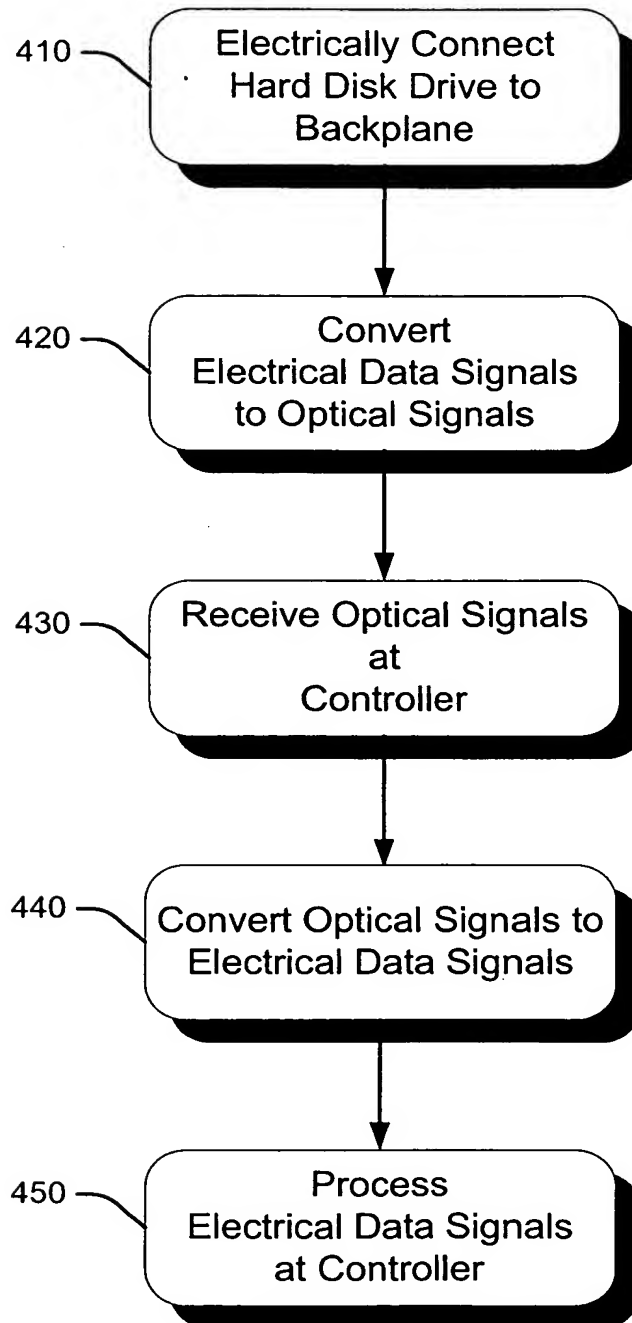 410
Electrically Connect
Hard Disk Drive to
Backplane
420
Convert
Electrical Data Signals
to Optical Signals
430
Receive Optical Signals
at
Controller
440
Convert Optical Signals to
Electrical Data Signals
450
Process
Electrical Data Signals
at Controller